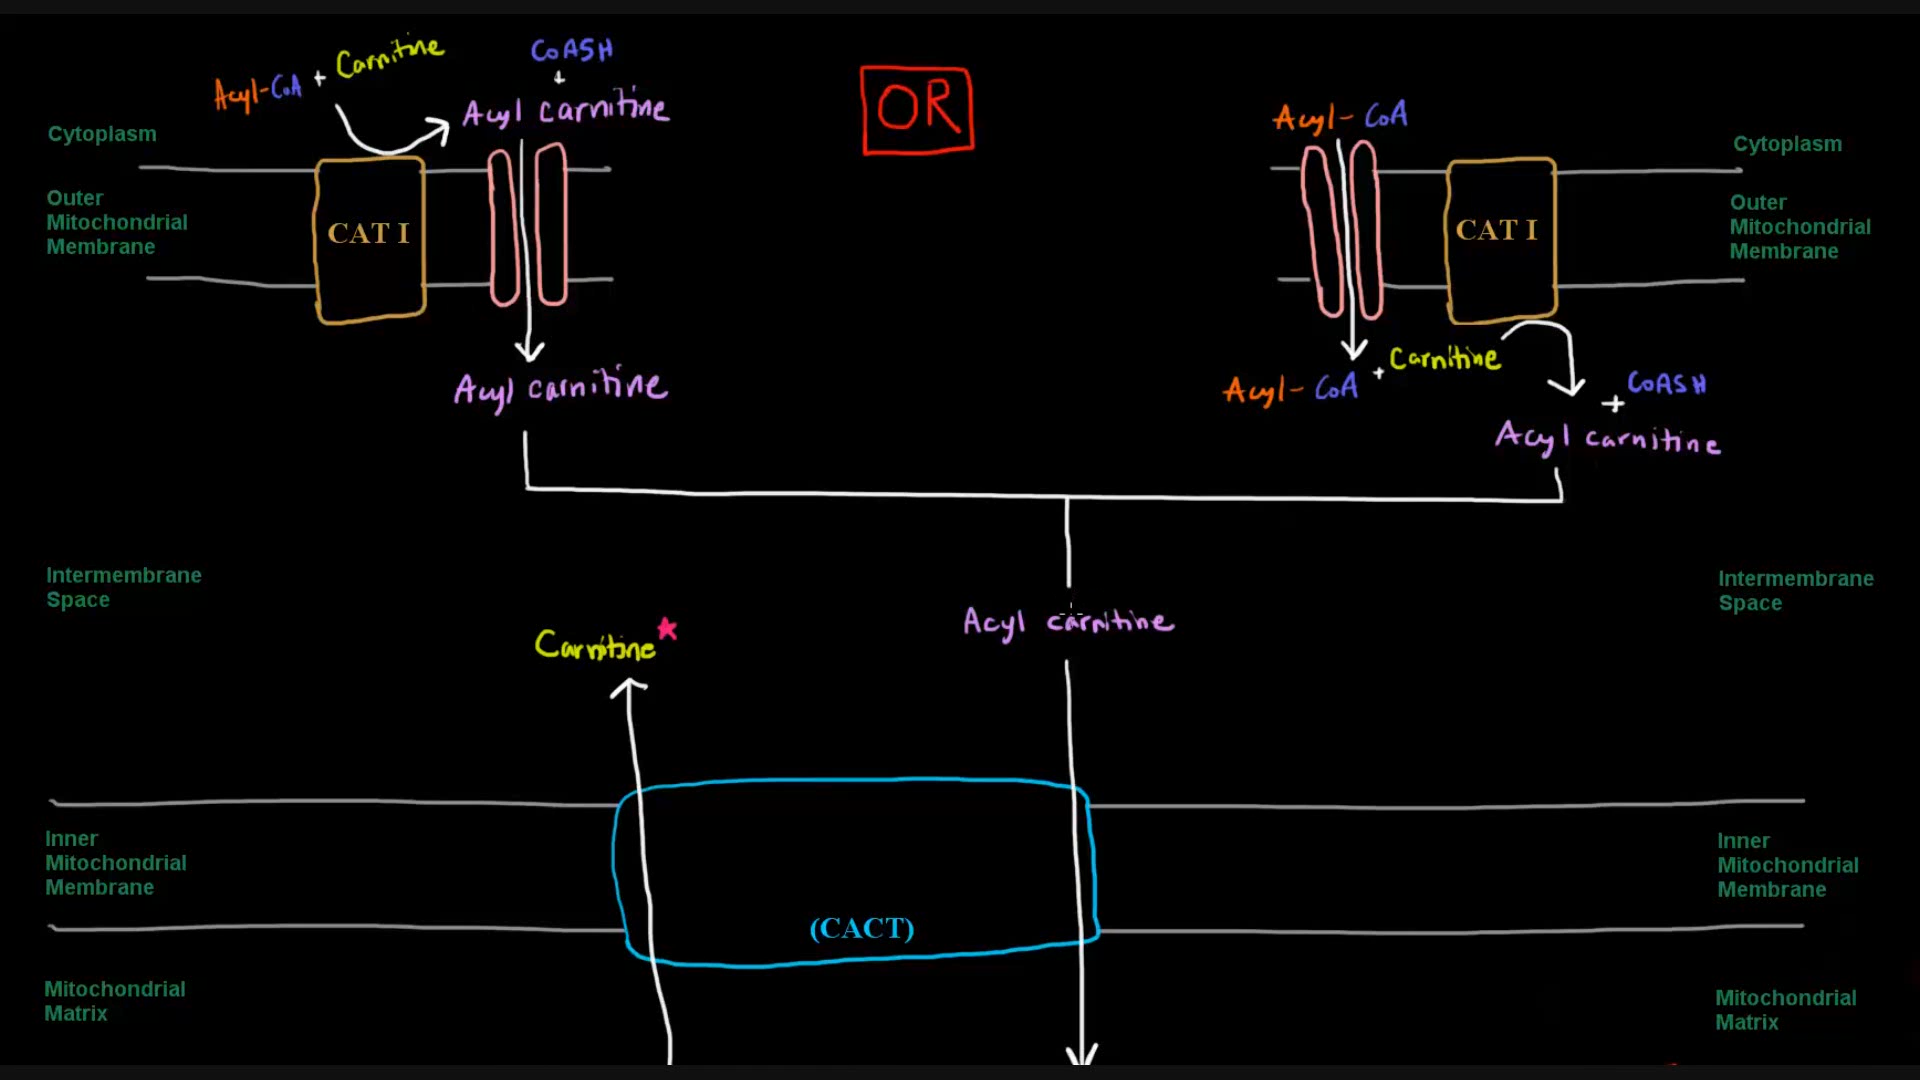 Acyl-CoA + Carnitine
CoASH
+
Acyl carnitine
OR
Acyl-CoA
Cytoplasm
Cytoplasm
Outer
Mitochondrial
Membrane
CAT I
CAT I
Outer
Mitochondrial
Membrane
Acyl carnitine
Acyl-CoA + Carnitine
+ CoASH
Acyl carnitine
Intermembrane
Space
Intermembrane
Space
Carnitine
Acyl carnitine
Inner
Mitochondrial
Membrane
(CACT)
Inner
Mitochondrial
Membrane
Mitochondrial
Matrix
Mitochondrial
Matrix